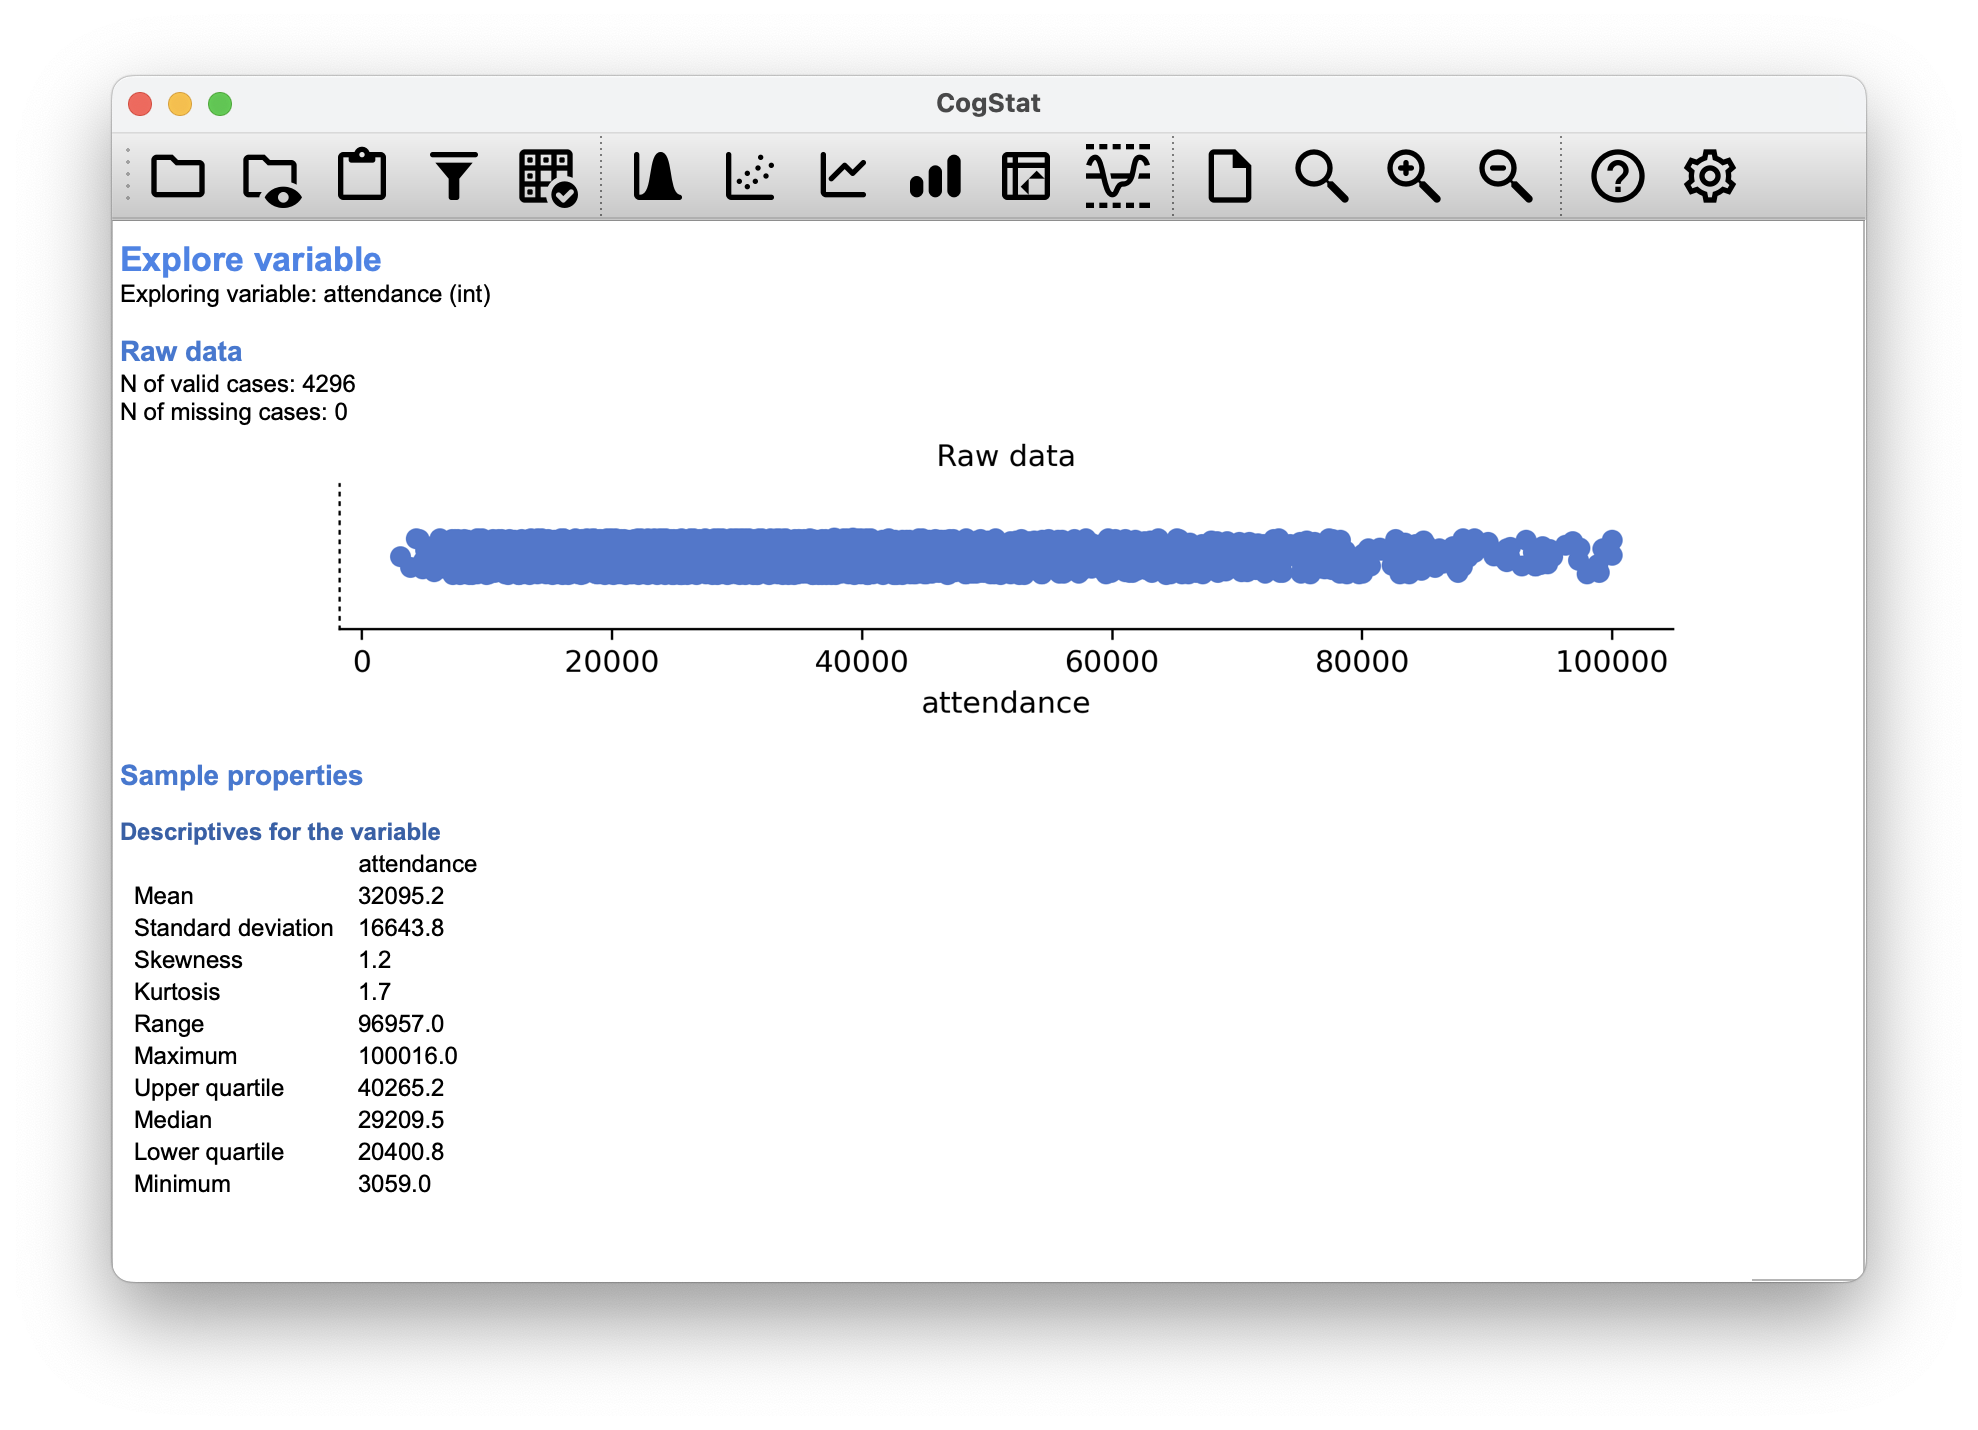 CogStat
Explore variable
Exploring variable: attendance (int)
Raw data
N of valid cases: 4296
N of missing cases: 0
Raw data
0 20000 40000 60000 80000 100000
attendance
Sample properties
Descriptives for the variable
attendance
Mean 32095.2
Standard deviation 16643.8
Skewness 1.2
Kurtosis 1.7
Range 96957.0
Maximum 100016.0
Upper quartile 40265.2
Median 29209.5
Lower quartile 20400.8
Minimum 3059.0